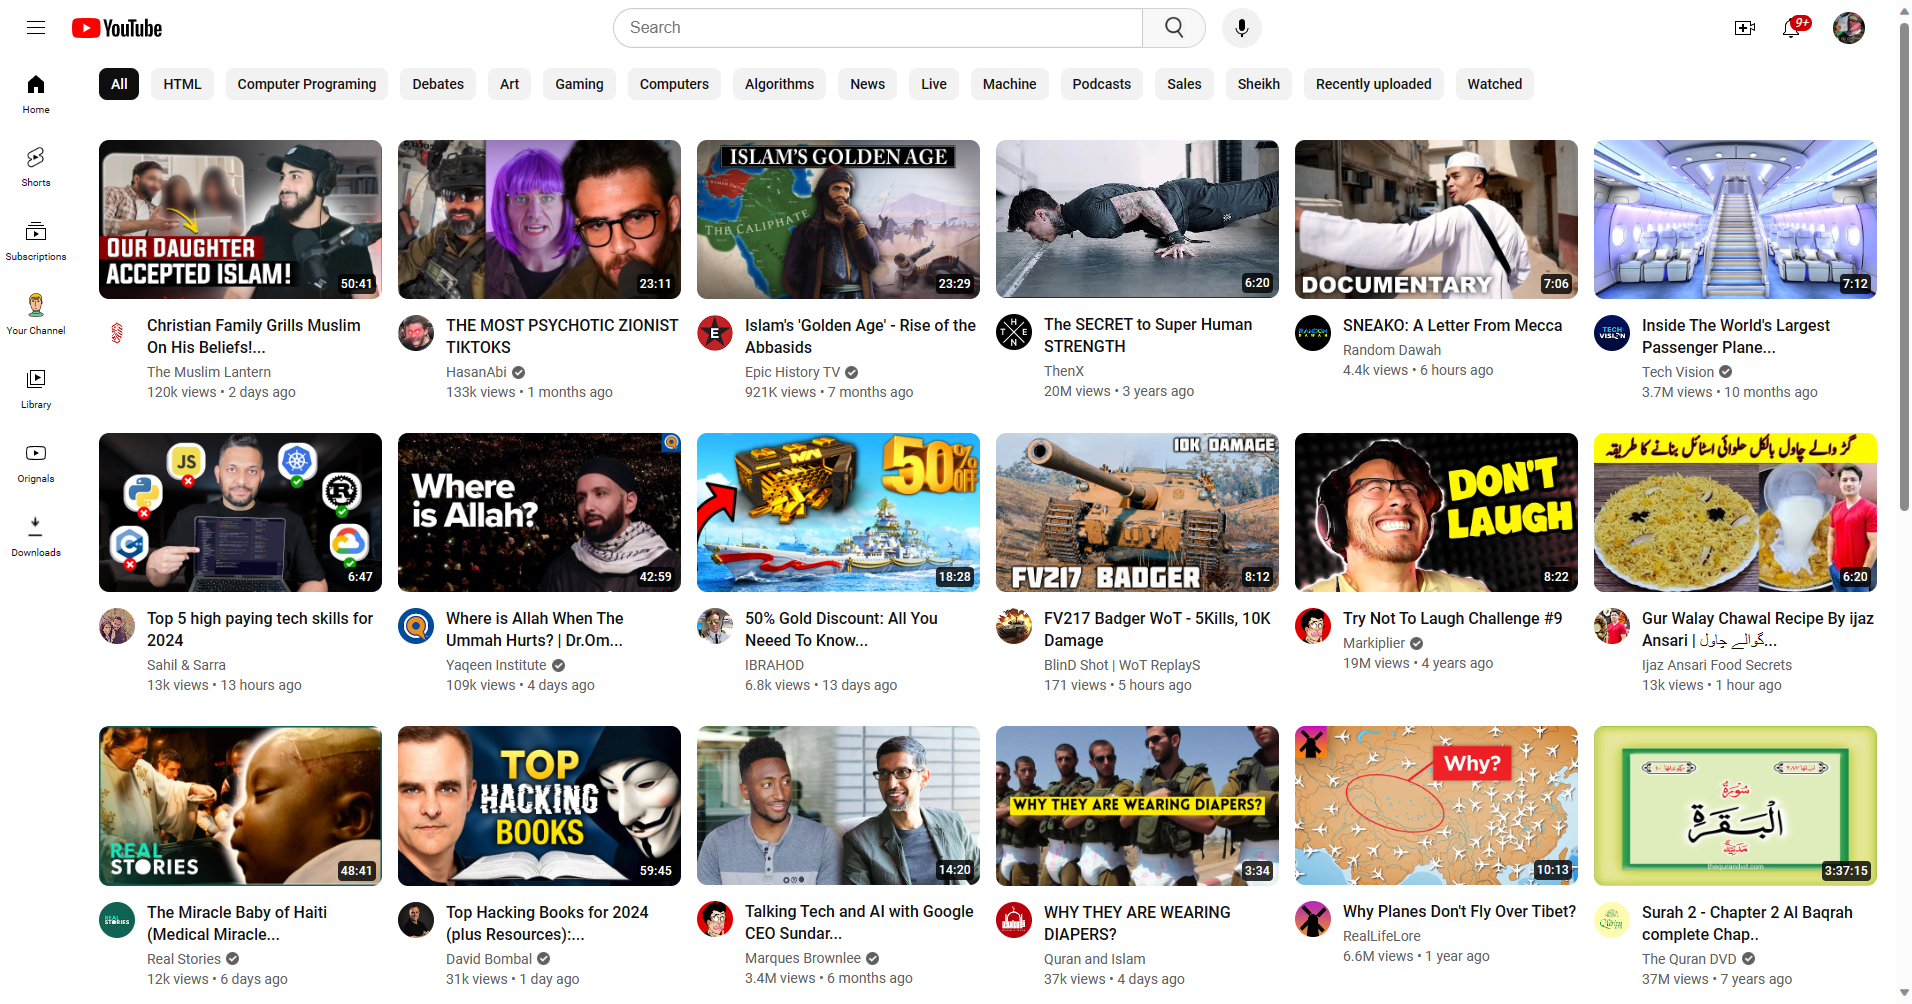 YouTube
Search
9+
All
HTML
Computer Programing
Debates
Art
Gaming
Computers
Algorithms
News
Live
Machine
Podcasts
Sales
Sheikh
Recently uploaded
Watched
Home
Shorts
Subscriptions
Your Channel
Library
Orignals
Downloads
OUR DAUGHTER
ACCEPTED ISLAM!
50:41
Christian Family Grills Muslim
On His Beliefs!...
The Muslim Lantern
120k views • 2 days ago
23:11
THE MOST PSYCHOTIC ZIONIST
TIKTOKS
HasanAbi
133k views • 1 months ago
ISLAM'S GOLDEN AGE
THE CALIPHATE
23:29
E
Islam's 'Golden Age' - Rise of the
Abbasids
Epic History TV
921K views • 7 months ago
6:20
THEN
The SECRET to Super Human
STRENGTH
ThenX
20M views • 3 years ago
DOCUMENTARY
7:06
RANDOM
DAWAH
SNEAKO: A Letter From Mecca
Random Dawah
4.4k views • 6 hours ago
7:12
TECH
VISION
Inside The World's Largest
Passenger Plane...
Tech Vision
3.7M views • 10 months ago
JS
R
C
6:47
Top 5 high paying tech skills for
2024
Sahil & Sarra
13k views • 13 hours ago
Where
is Allah?
42:59
Where is Allah When The
Ummah Hurts? | Dr.Om...
Yaqeen Institute
109k views • 4 days ago
50%
OFF
18:28
50% Gold Discount: All You
Neeed To Know...
IBRAHOD
6.8k views • 13 days ago
10K DAMAGE
FV217 BADGER
8:12
FV217 Badger WoT - 5Kills, 10K
Damage
BlinD Shot | WoT ReplayS
171 views • 5 hours ago
DON'T
LAUGH
8:22
Try Not To Laugh Challenge #9
Markiplier
19M views • 4 years ago
گڑ والے چاول بالکل حلوائی اسٹائل بنانے کا طریقہ
6:20
Gur Walay Chawal Recipe By ijaz
Ansari | گوالے چاول...
Ijaz Ansari Food Secrets
13k views • 1 hour ago
REAL
STORIES
48:41
REAL
STORIES
The Miracle Baby of Haiti
(Medical Miracle...
Real Stories
12k views • 6 days ago
TOP
HACKING
BOOKS
59:45
Top Hacking Books for 2024
(plus Resources):...
David Bombal
31k views • 1 day ago
14:20
Talking Tech and AI with Google
CEO Sundar...
Marques Brownlee
3.4M views • 6 months ago
WHY THEY ARE WEARING DIAPERS?
3:34
WHY THEY ARE WEARING
DIAPERS?
Quran and Islam
37k views • 4 days ago
Why?
10:13
Why Planes Don't Fly Over Tibet?
RealLifeLore
6.6M views • 1 year ago
سُورَةُ
الْبَقَرَة
thequrandvd.com
3:37:15
Surah 2 - Chapter 2 Al Baqrah
complete Chap..
The Quran DVD
37M views • 7 years ago